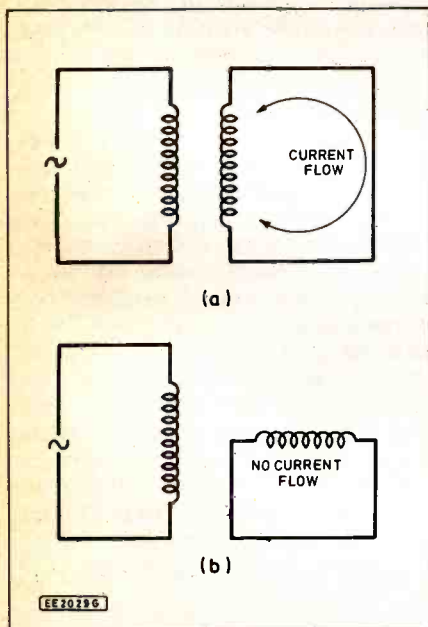 CURRENT
FLOW
(a)
NO CURRENT
FLOW
(b)
EE2029G